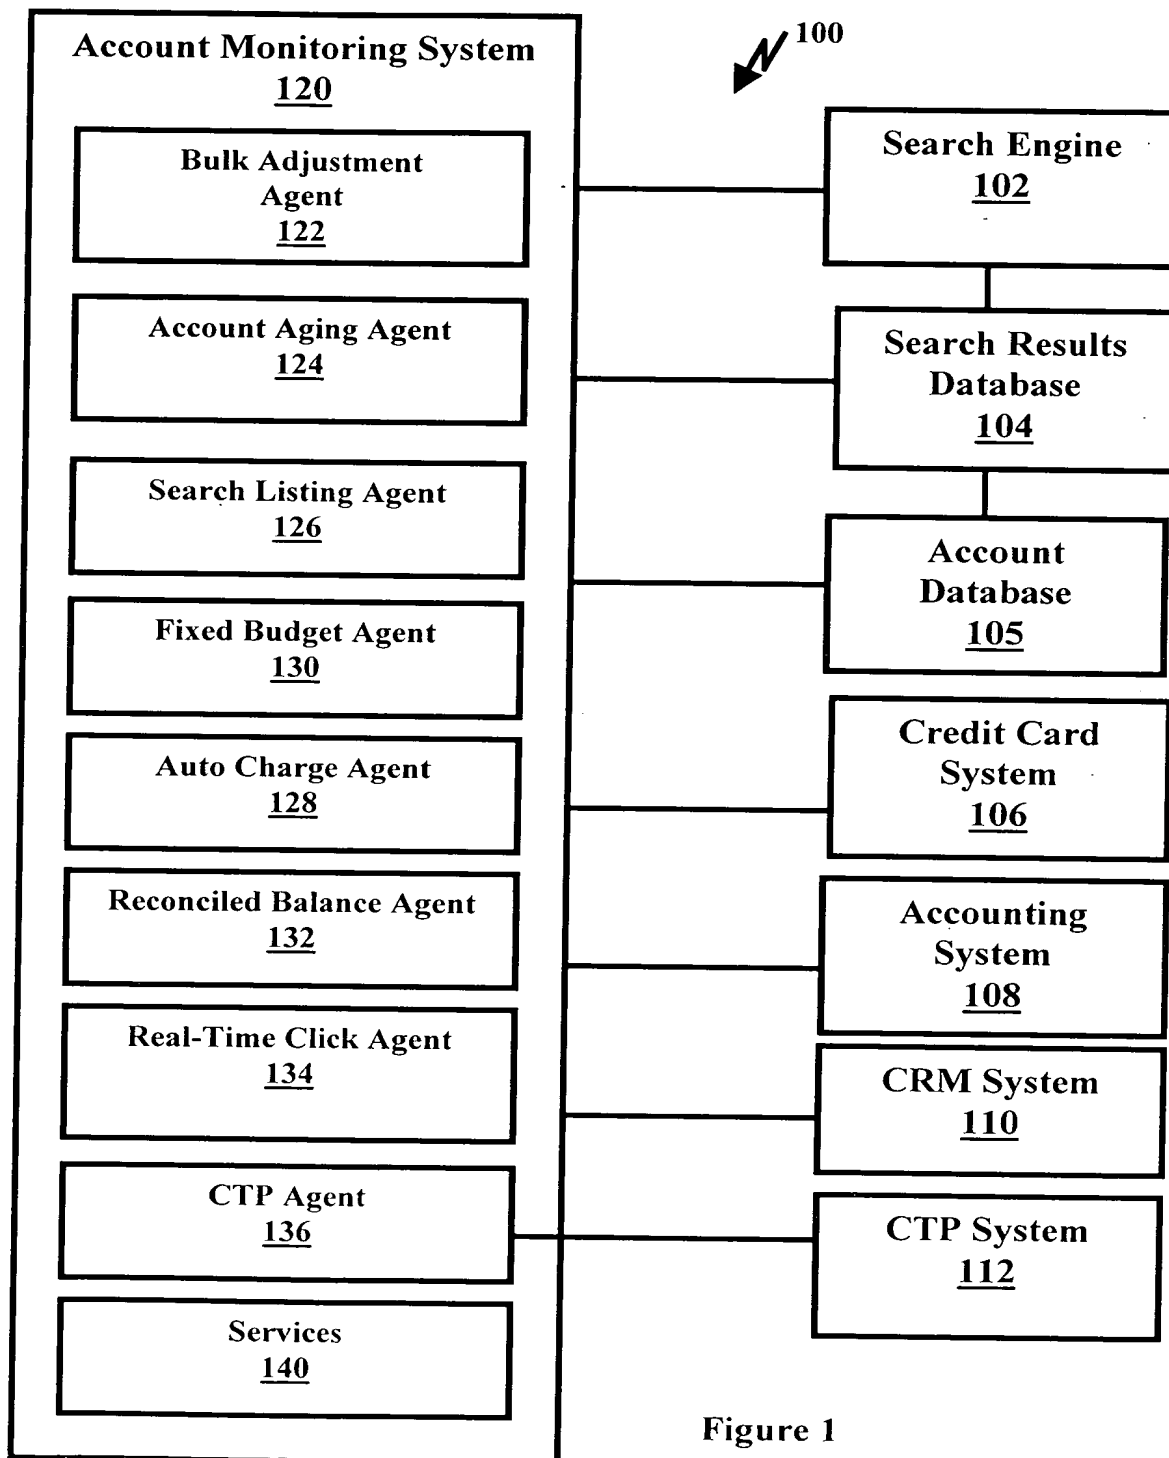 Account Monitoring System
120
Bulk Adjustment
Agent
122
Account Aging Agent
124
Search Listing Agent
126
Fixed Budget Agent
130
Auto Charge Agent
128
Reconciled Balance Agent
132
Real-Time Click Agent
134
CTP Agent
136
Services
140
100
Search Engine
102
Search Results
Database
104
Account
Database
105
Credit Card
System
106
Accounting
System
108
CRM System
110
CTP System
112
Figure 1